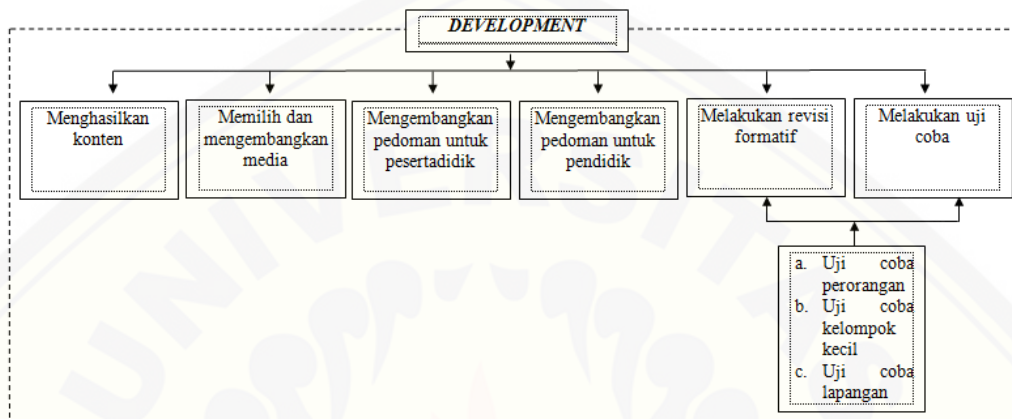 DEVELOPMENT
Menghasilkan
konten
Memilih dan
mengembangkan
media
Mengembangkan
pedoman untuk
pesertadidik
Mengembangkan
pedoman untuk
pendidik
Melakukan revisi
formatif
Melakukan uji
coba
a. Uji coba
perorangan
b. Uji coba
kelompok
kecil
c. Uji coba
lapangan
UNIVERSITAS